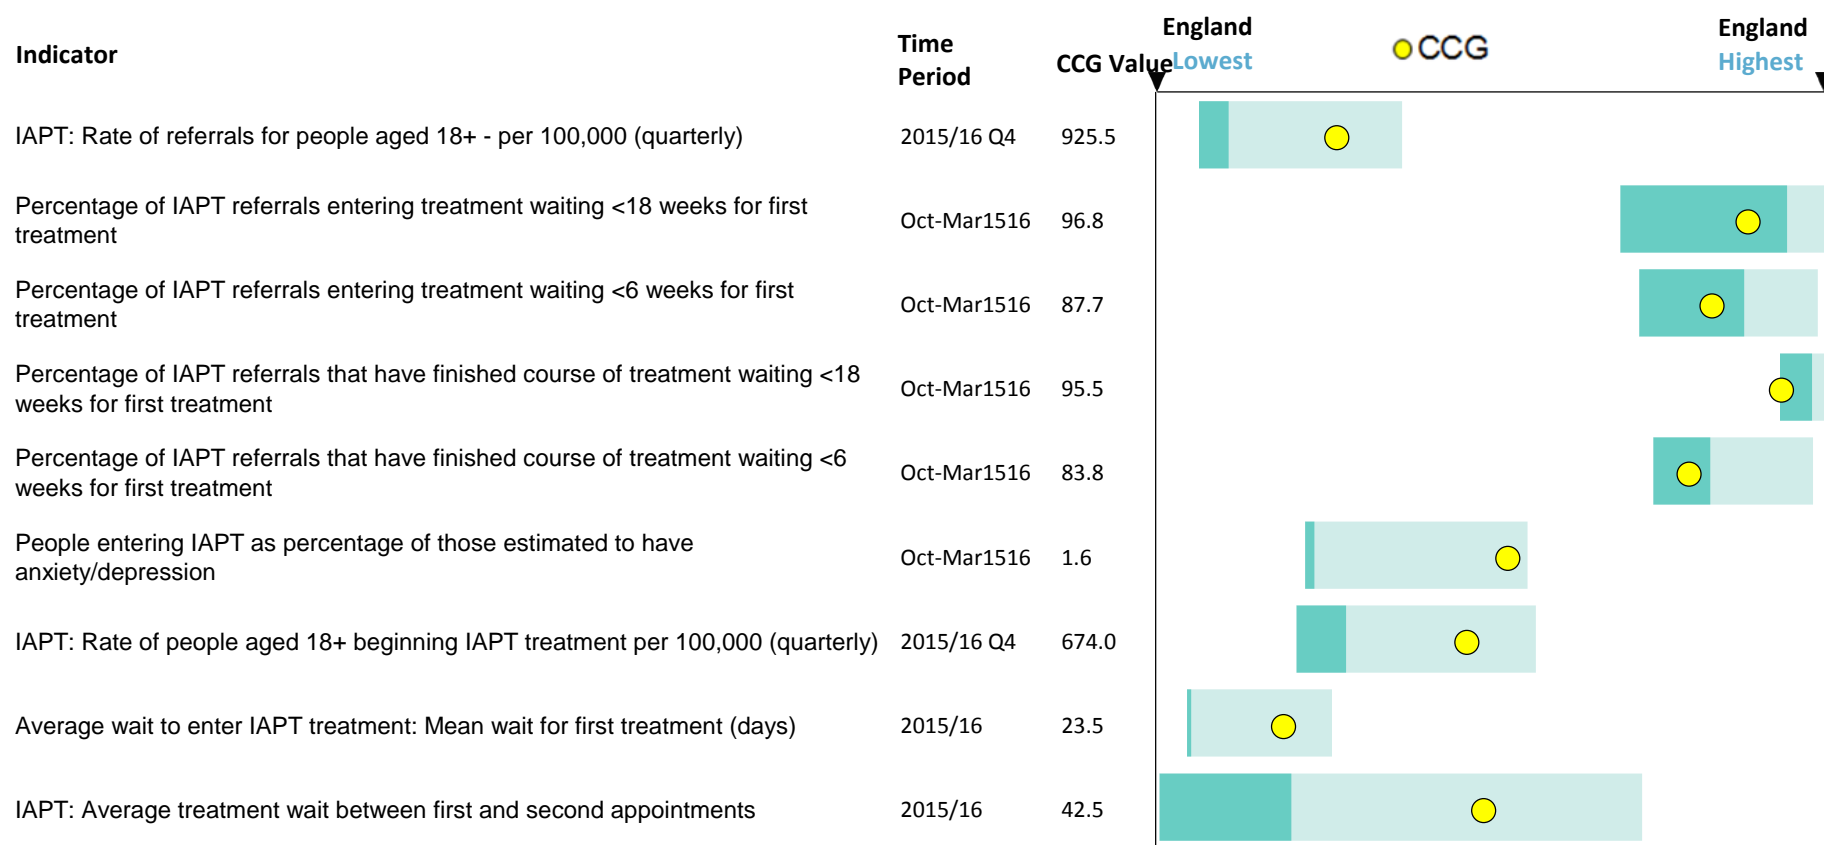 Indicator
Time
Period
CCG Value
England
Lowest
CCG
England
Highest
IAPT: Rate of referrals for people aged 18+ - per 100,000 (quarterly) 2015/16 Q4 925.5
Percentage of IAPT referrals entering treatment waiting <18 weeks for first
treatment
Oct-Mar1516 96.8
Percentage of IAPT referrals entering treatment waiting <6 weeks for first
treatment
Oct-Mar1516 87.7
Percentage of IAPT referrals that have finished course of treatment waiting <18
weeks for first treatment
Oct-Mar1516 95.5
Percentage of IAPT referrals that have finished course of treatment waiting <6
weeks for first treatment
Oct-Mar1516 83.8
People entering IAPT as percentage of those estimated to have
anxiety/depression
Oct-Mar1516 1.6
IAPT: Rate of people aged 18+ beginning IAPT treatment per 100,000 (quarterly) 2015/16 Q4 674.0
Average wait to enter IAPT treatment: Mean wait for first treatment (days) 2015/16 23.5
IAPT: Average treatment wait between first and second appointments 2015/16 42.5